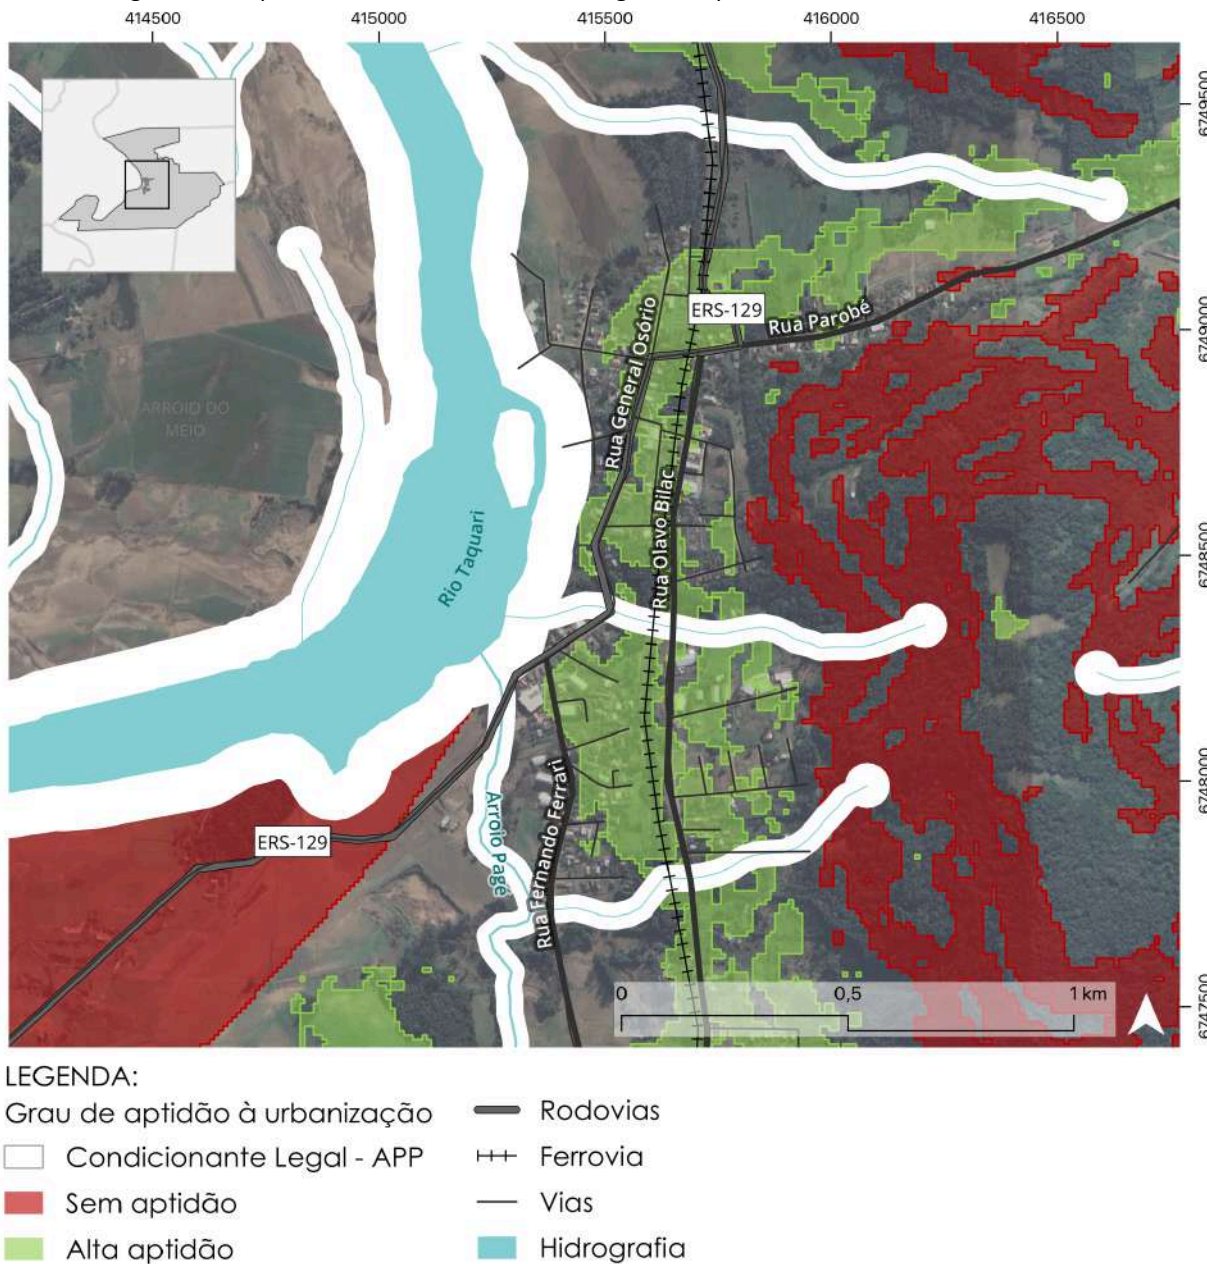 414500 415000 415500 416000 416500
6749500
6749000
6748500
6748000
6747500
ARROIO DO
MEIO
Rio Taquari
Arroio Pagé
Rua General Osório
ERS-129
Rua Parobé
Rua Olavo Bilac
Rua Fernando Ferrari
ERS-129
0 0,5 1 km
LEGENDA:
Grau de aptidão à urbanização
Condicionante Legal - APP
Sem aptidão
Alta aptidão
Rodovias
Ferrovia
Vias
Hidrografia